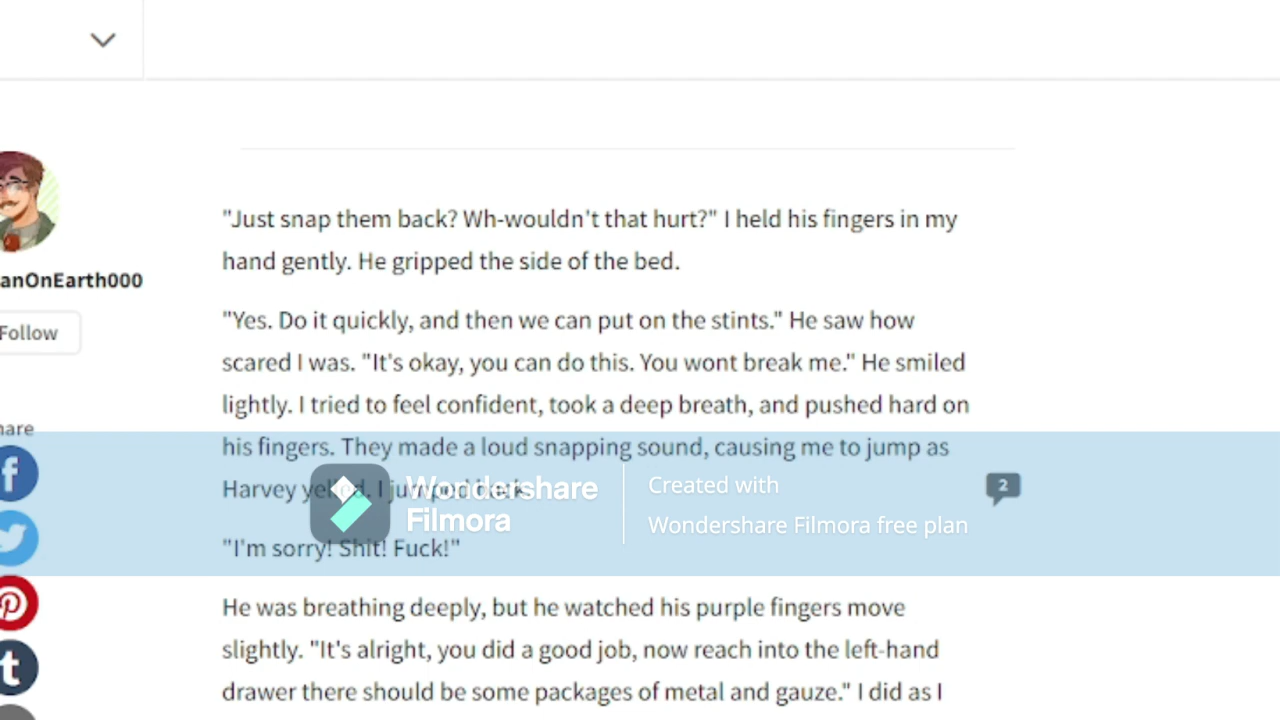 "Just snap them back? Wh-wouldn't that hurt?" I held his fingers in my
hand gently. He gripped the side of the bed.
anOnEarth000
"Yes. Do it quickly, and then we can put on the stints." He saw how
Follow
scared I was. "It's okay, you can do this. You wont break me." He smiled
lightly. I tried to feel confident, took a deep breath, and pushed hard on
hare
his fingers. They made a loud snapping sound, causing me to jump as
Harvey yelled. I jumped back.
Wondershare
Filmora
Created with
Wondershare Filmora free plan
2
"I'm sorry! Shit! Fuck!"
He was breathing deeply, but he watched his purple fingers move
slightly. "It's alright, you did a good job, now reach into the left-hand
drawer there should be some packages of metal and gauze." I did as I